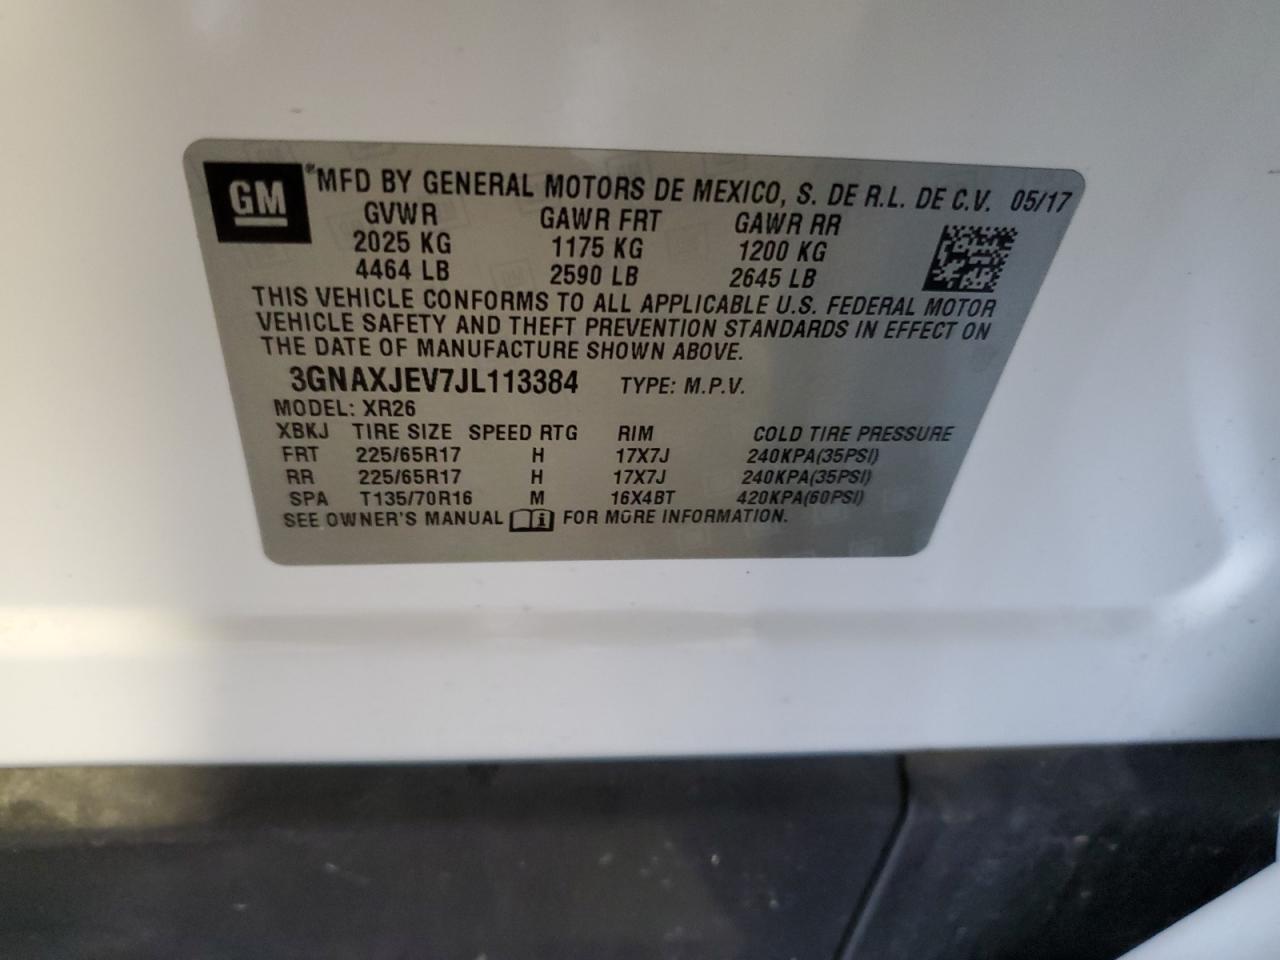 GM
MFD BY GENERAL MOTORS DE MEXICO, S. DE R.L. DE C.V. 05/17
GVWR GAWR FRT GAWR RR
2025 KG 1175 KG 1200 KG
4464 LB 2590 LB 2645 LB
THIS VEHICLE CONFORMS TO ALL APPLICABLE U.S. FEDERAL MOTOR
VEHICLE SAFETY AND THEFT PREVENTION STANDARDS IN EFFECT ON
THE DATE OF MANUFACTURE SHOWN ABOVE.
3GNAXJEV7JL113384 TYPE: M.P.V.
MODEL: XR26
XBKJ TIRE SIZE SPEED RTG RIM COLD TIRE PRESSURE
FRT 225/65R17 H 17X7J 240KPA(35PSI)
RR 225/65R17 H 17X7J 240KPA(35PSI)
SPA T135/70R16 M 16X4BT 420KPA(60PSI)
SEE OWNER'S MANUAL i FOR MORE INFORMATION.